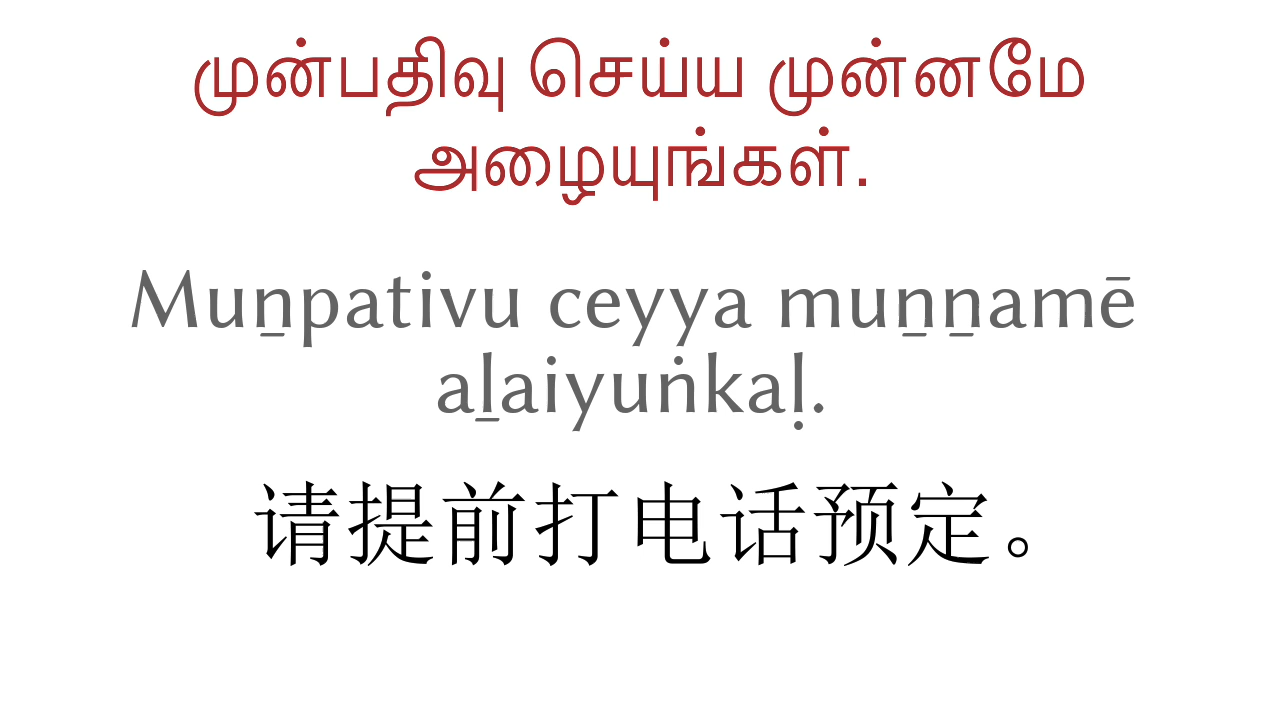 முன்பதிவு செய்ய முன்னமே
அழையுங்கள்.
Muṉpativu ceyya muṉṉamē
aḻaiyuṅkaḷ.
请提前打电话预定。